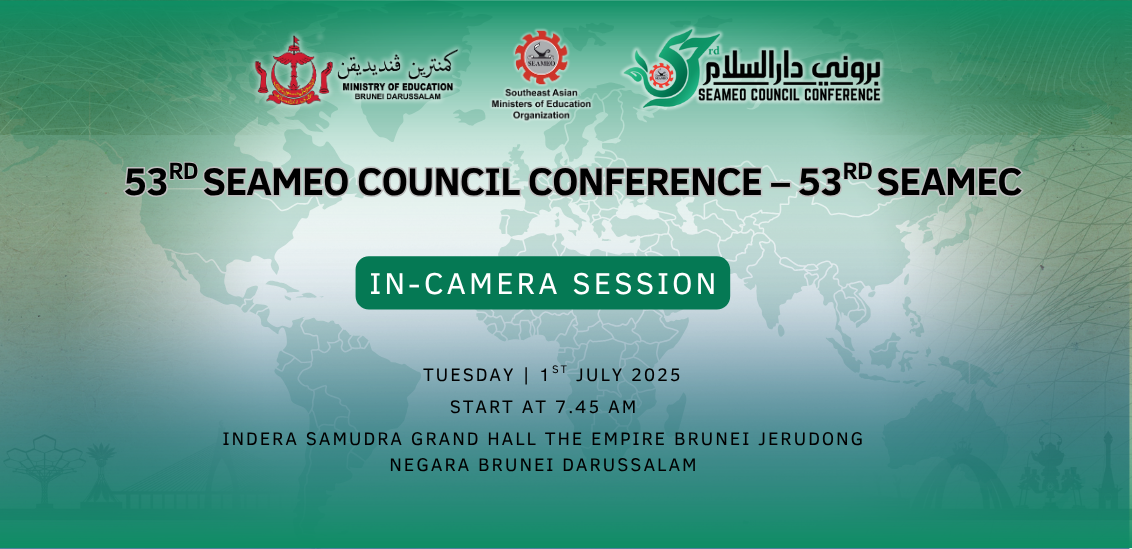 كمنترين ڤنديديقن
MINISTRY OF EDUCATION
BRUNEI DARUSSALAM
SEAMEO
Southeast Asian
Ministers of Education
Organization
53rd
SEAMEO
بروني دارالسلام
SEAMEO COUNCIL CONFERENCE
53RD SEAMEO COUNCIL CONFERENCE – 53RD SEAMEC
IN-CAMERA SESSION
TUESDAY | 1ST JULY 2025
START AT 7.45 AM
INDERA SAMUDRA GRAND HALL THE EMPIRE BRUNEI JERUDONG
NEGARA BRUNEI DARUSSALAM